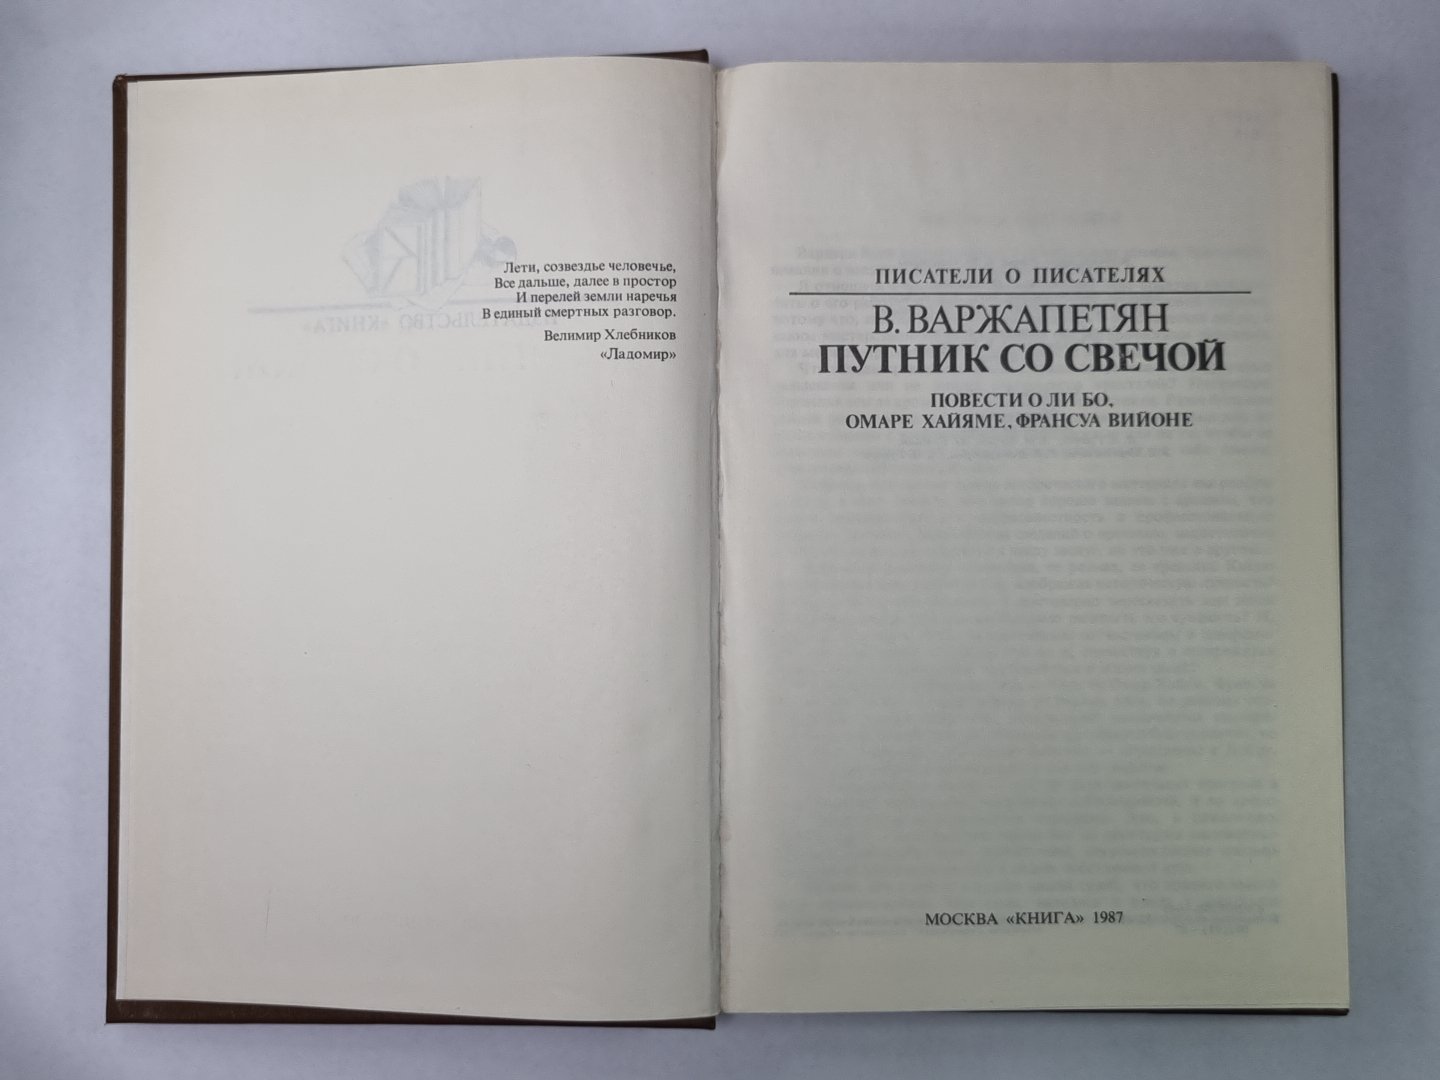 Лети, созвездье человечье,
Все дальше, далее в простор
И перелей земли наречья
В единый смертных разговор.
Велимир Хлебников
«Ладомир»
ПИСАТЕЛИ О ПИСАТЕЛЯХ
В. ВАРЖАПЕТЯН
ПУТНИК СО СВЕЧОЙ
ПОВЕСТИ О ЛИ БО,
ОМАРЕ ХАЙЯМЕ, ФРАНСУА ВИЙОНЕ
МОСКВА «КНИГА» 1987